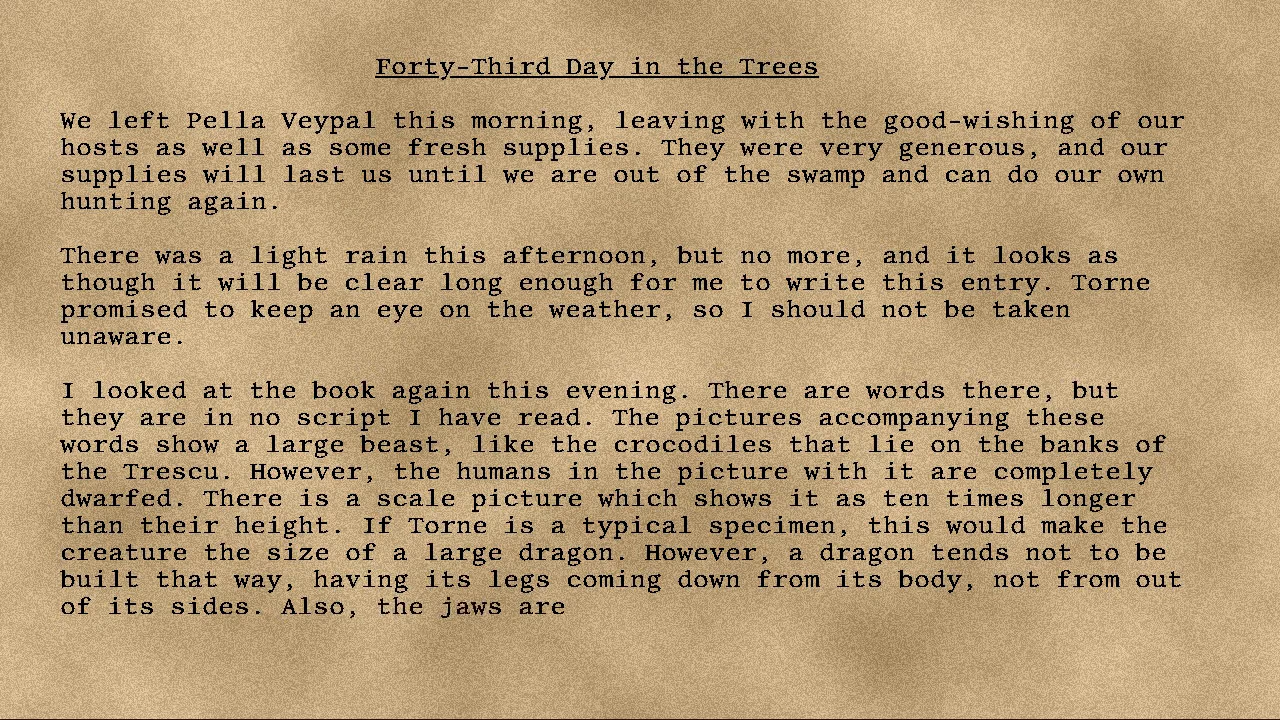 Forty-Third Day in the Trees
We left Pella Veypal this morning, leaving with the good-wishing of our
hosts as well as some fresh supplies. They were very generous, and our
supplies will last us until we are out of the swamp and can do our own
hunting again.
There was a light rain this afternoon, but no more, and it looks as
though it will be clear long enough for me to write this entry. Torne
promised to keep an eye on the weather, so I should not be taken
unaware.
I looked at the book again this evening. There are words there, but
they are in no script I have read. The pictures accompanying these
words show a large beast, like the crocodiles that lie on the banks of
the Trescu. However, the humans in the picture with it are completely
dwarfed. There is a scale picture which shows it as ten times longer
than their height. If Torne is a typical specimen, this would make the
creature the size of a large dragon. However, a dragon tends not to be
built that way, having its legs coming down from its body, not from out
of its sides. Also, the jaws are